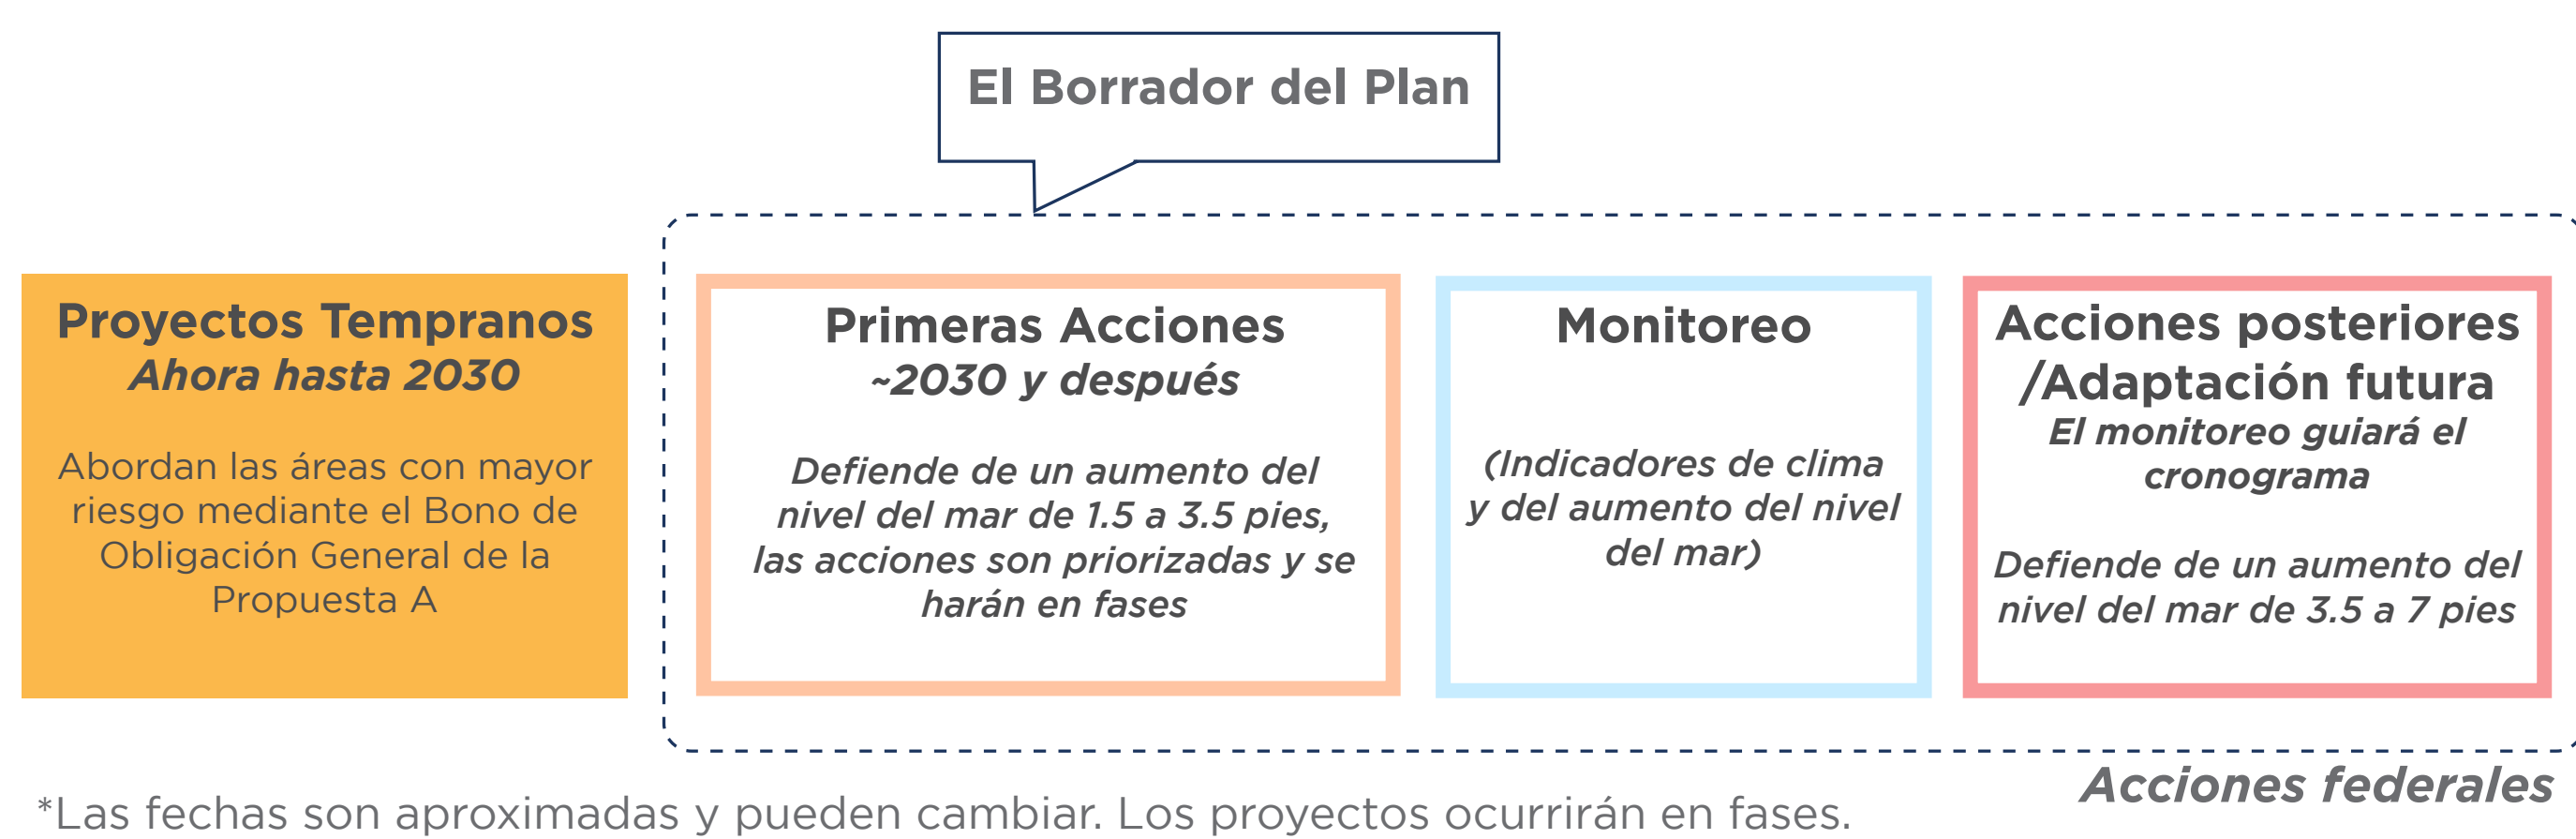 El Borrador del Plan
Proyectos Tempranos
Ahora hasta 2030
Abordan las áreas con mayor
riesgo mediante el Bono de
Obligación General de la
Propuesta A
Primeras Acciones
~2030 y después
Defiende de un aumento del
nivel del mar de 1.5 a 3.5 pies,
las acciones son priorizadas y se
harán en fases
Monitoreo
(Indicadores de clima
y del aumento del nivel
del mar)
Acciones posteriores
/Adaptación futura
El monitoreo guiará el
cronograma
Defiende de un aumento del
nivel del mar de 3.5 a 7 pies
Acciones federales
*Las fechas son aproximadas y pueden cambiar. Los proyectos ocurrirán en fases.